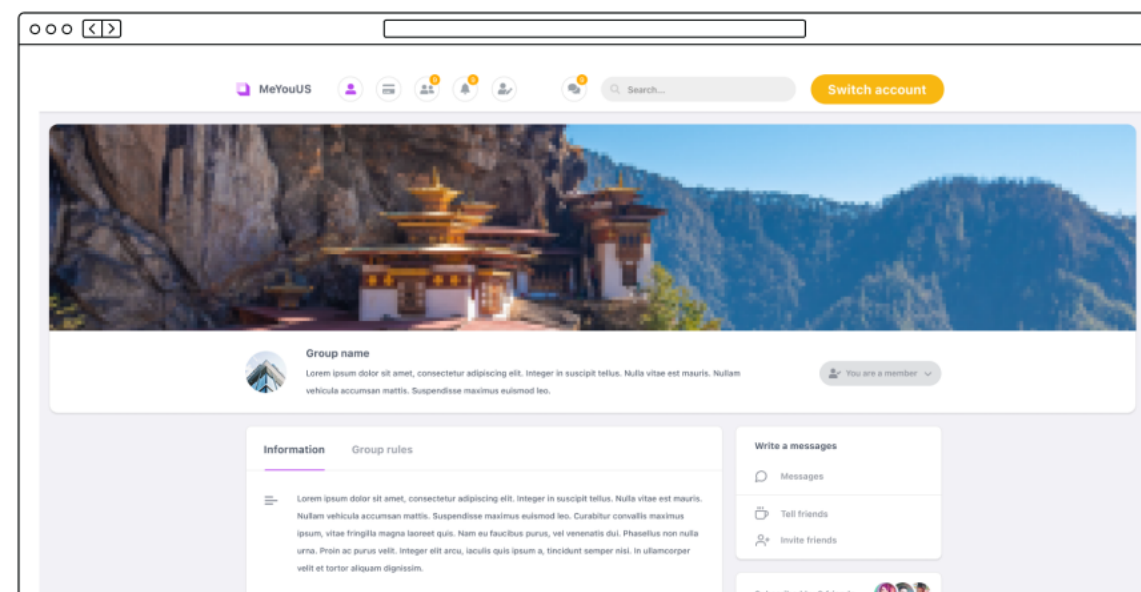 MeYouUS
0
0
0
Search...
Switch account
Group name
Lorem ipsum dolor sit amet, consectetur adipiscing elit. Integer in suscipit tellus. Nulla vitae est mauris. Nullam
vehicula accumsan mattis. Suspendisse maximus euismod leo.
You are a member
Information
Group rules
Lorem ipsum dolor sit amet, consectetur adipiscing elit. Integer in suscipit tellus. Nulla vitae est mauris.
Nullam vehicula accumsan mattis. Suspendisse maximus euismod leo. Curabitur convallis maximus
ipsum, vitae fringilla magna laoreet quis. Nam eu faucibus purus, vel venenatis dui. Phasellus non nulla
urna. Proin ac purus velit. Integer elit arcu, iaculis quis ipsum a, tincidunt semper nisi. In ullamcorper
velit et tortor aliquam dignissim.
Write a messages
Messages
Tell friends
Invite friends